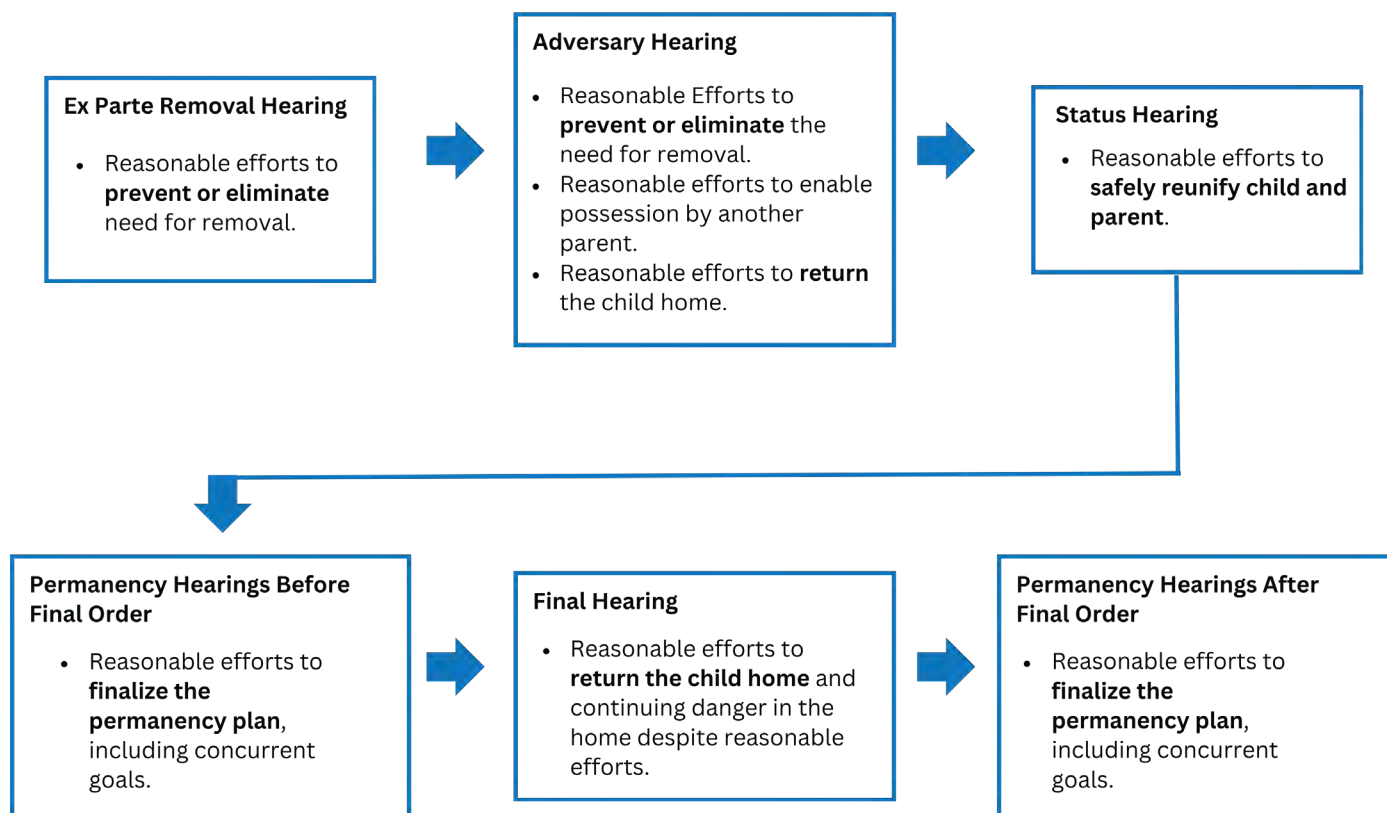 Ex Parte Removal Hearing
• Reasonable efforts to
prevent or eliminate
need for removal.
Adversary Hearing
• Reasonable Efforts to
prevent or eliminate the
need for removal.
• Reasonable efforts to enable
possession by another
parent.
• Reasonable efforts to return
the child home.
Status Hearing
• Reasonable efforts to
safely reunify child and
parent.
Permanency Hearings Before
Final Order
• Reasonable efforts to
finalize the
permanency plan,
including concurrent
goals.
Final Hearing
• Reasonable efforts to
return the child home and
continuing danger in the
home despite reasonable
efforts.
Permanency Hearings After
Final Order
• Reasonable efforts to
finalize the
permanency plan,
including concurrent
goals.